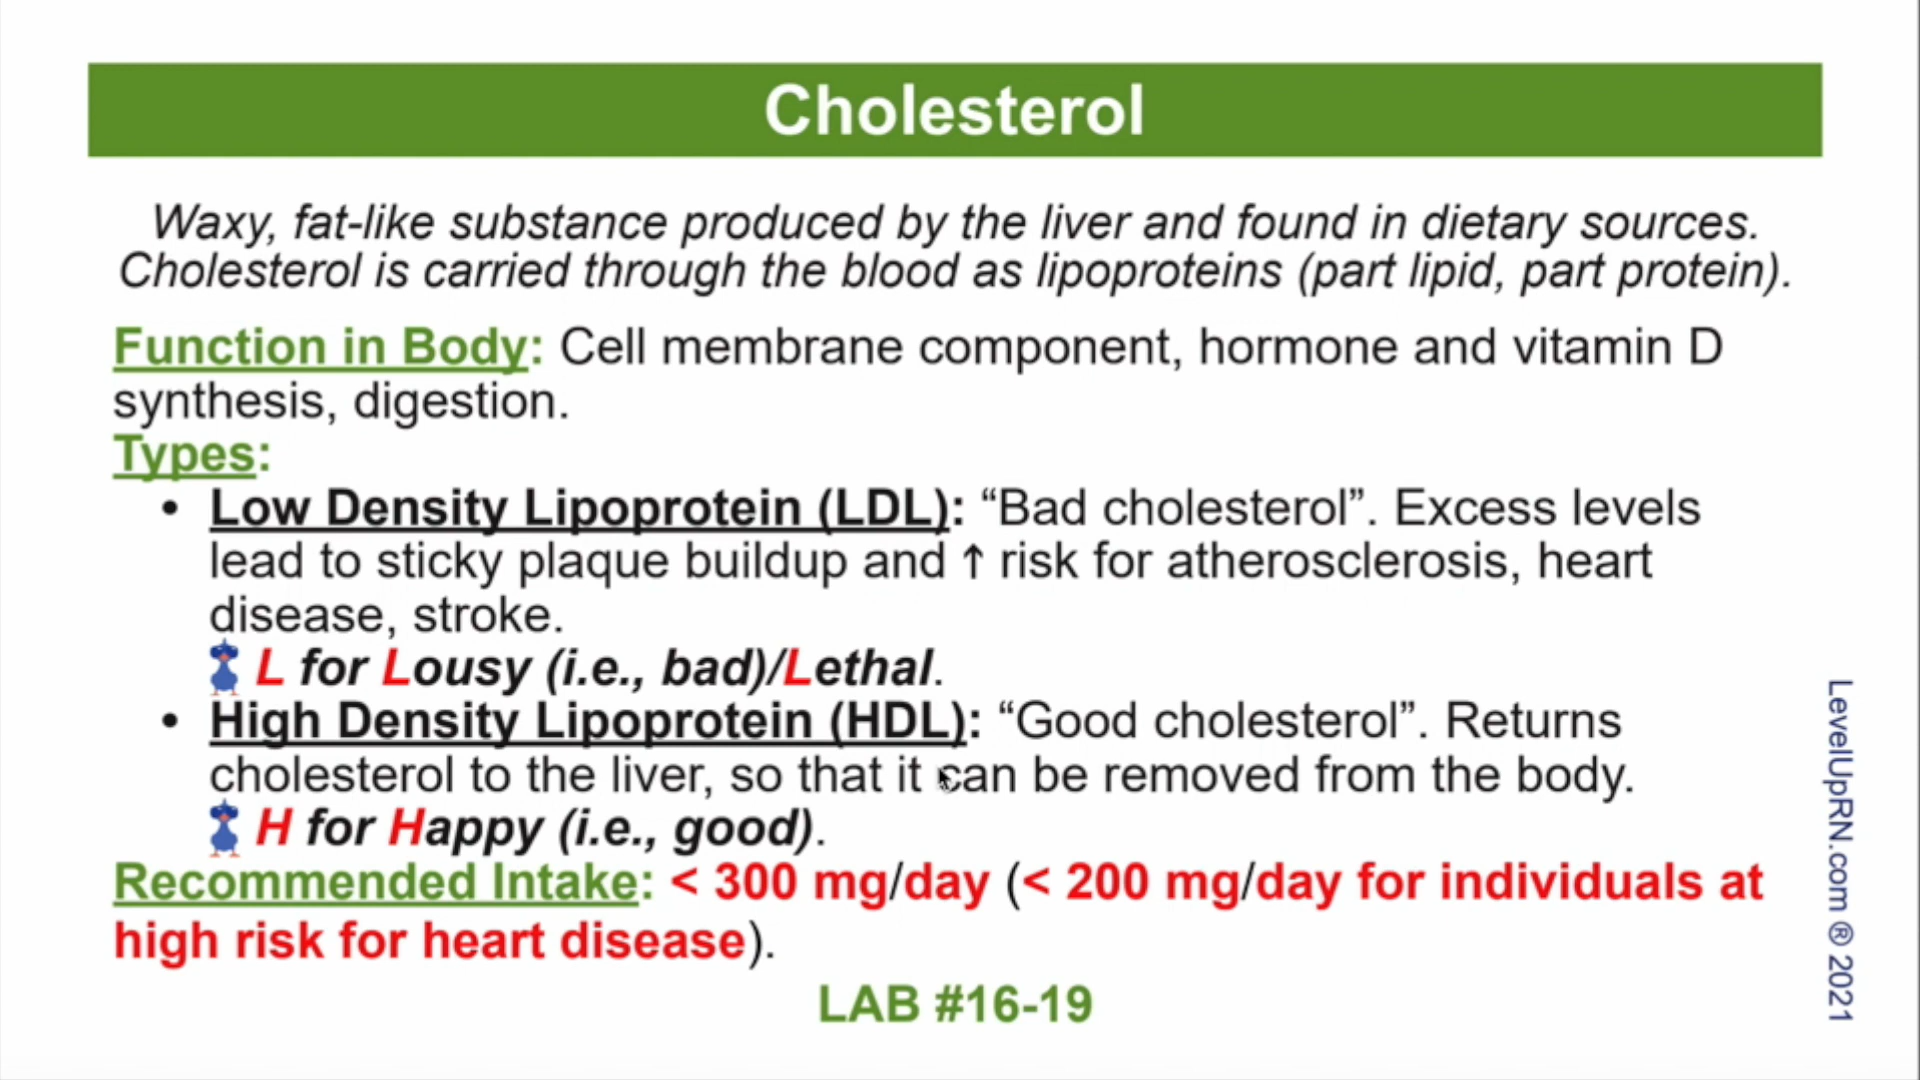 Cholesterol
Waxy, fat-like substance produced by the liver and found in dietary sources.
Cholesterol is carried through the blood as lipoproteins (part lipid, part protein).
Function in Body: Cell membrane component, hormone and vitamin D
synthesis, digestion.
Types:
• Low Density Lipoprotein (LDL): “Bad cholesterol”. Excess levels
lead to sticky plaque buildup and ↑ risk for atherosclerosis, heart
disease, stroke.
L for Lousy (i.e., bad)/Lethal.
• High Density Lipoprotein (HDL): “Good cholesterol”. Returns
cholesterol to the liver, so that it can be removed from the body.
H for Happy (i.e., good).
Recommended Intake: < 300 mg/day (< 200 mg/day for individuals at
high risk for heart disease).
LAB #16-19
LevelUpRN.com ® 2021